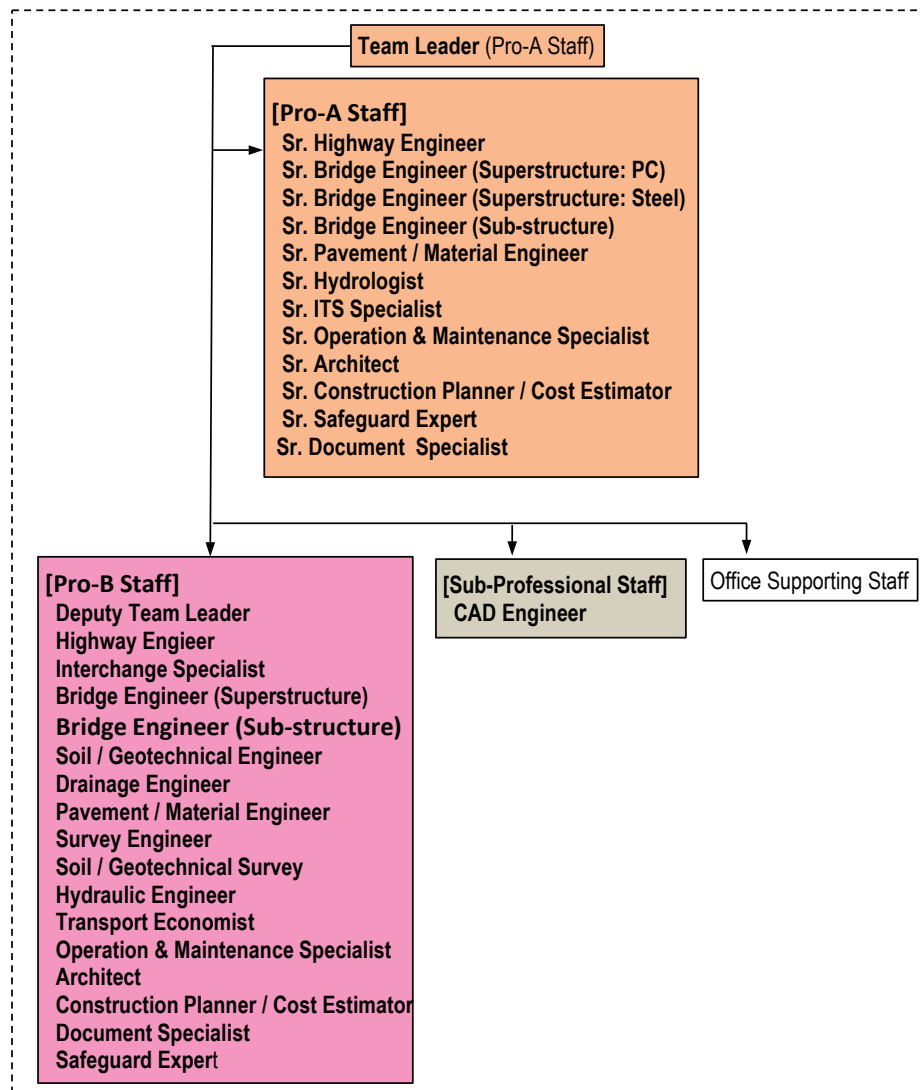 Team Leader (Pro-A Staff)
[Pro-A Staff]
Sr. Highway Engineer
Sr. Bridge Engineer (Superstructure: PC)
Sr. Bridge Engineer (Superstructure: Steel)
Sr. Bridge Engineer (Sub-structure)
Sr. Pavement / Material Engineer
Sr. Hydrologist
Sr. ITS Specialist
Sr. Operation & Maintenance Specialist
Sr. Architect
Sr. Construction Planner / Cost Estimator
Sr. Safeguard Expert
Sr. Document Specialist
[Pro-B Staff]
Deputy Team Leader
Highway Engieer
Interchange Specialist
Bridge Engineer (Superstructure)
Bridge Engineer (Sub-structure)
Soil / Geotechnical Engineer
Drainage Engineer
Pavement / Material Engineer
Survey Engineer
Soil / Geotechnical Survey
Hydraulic Engineer
Transport Economist
Operation & Maintenance Specialist
Architect
Construction Planner / Cost Estimator
Document Specialist
Safeguard Expert
[Sub-Professional Staff]
CAD Engineer
Office Supporting Staff